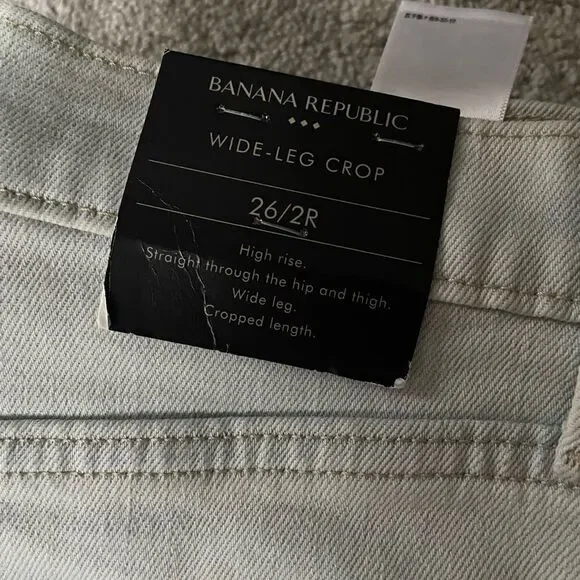 BANANA REPUBLIC
WIDE-LEG CROP
26/2R
High rise.
Straight through the hip and thigh.
Wide leg.
Cropped length.